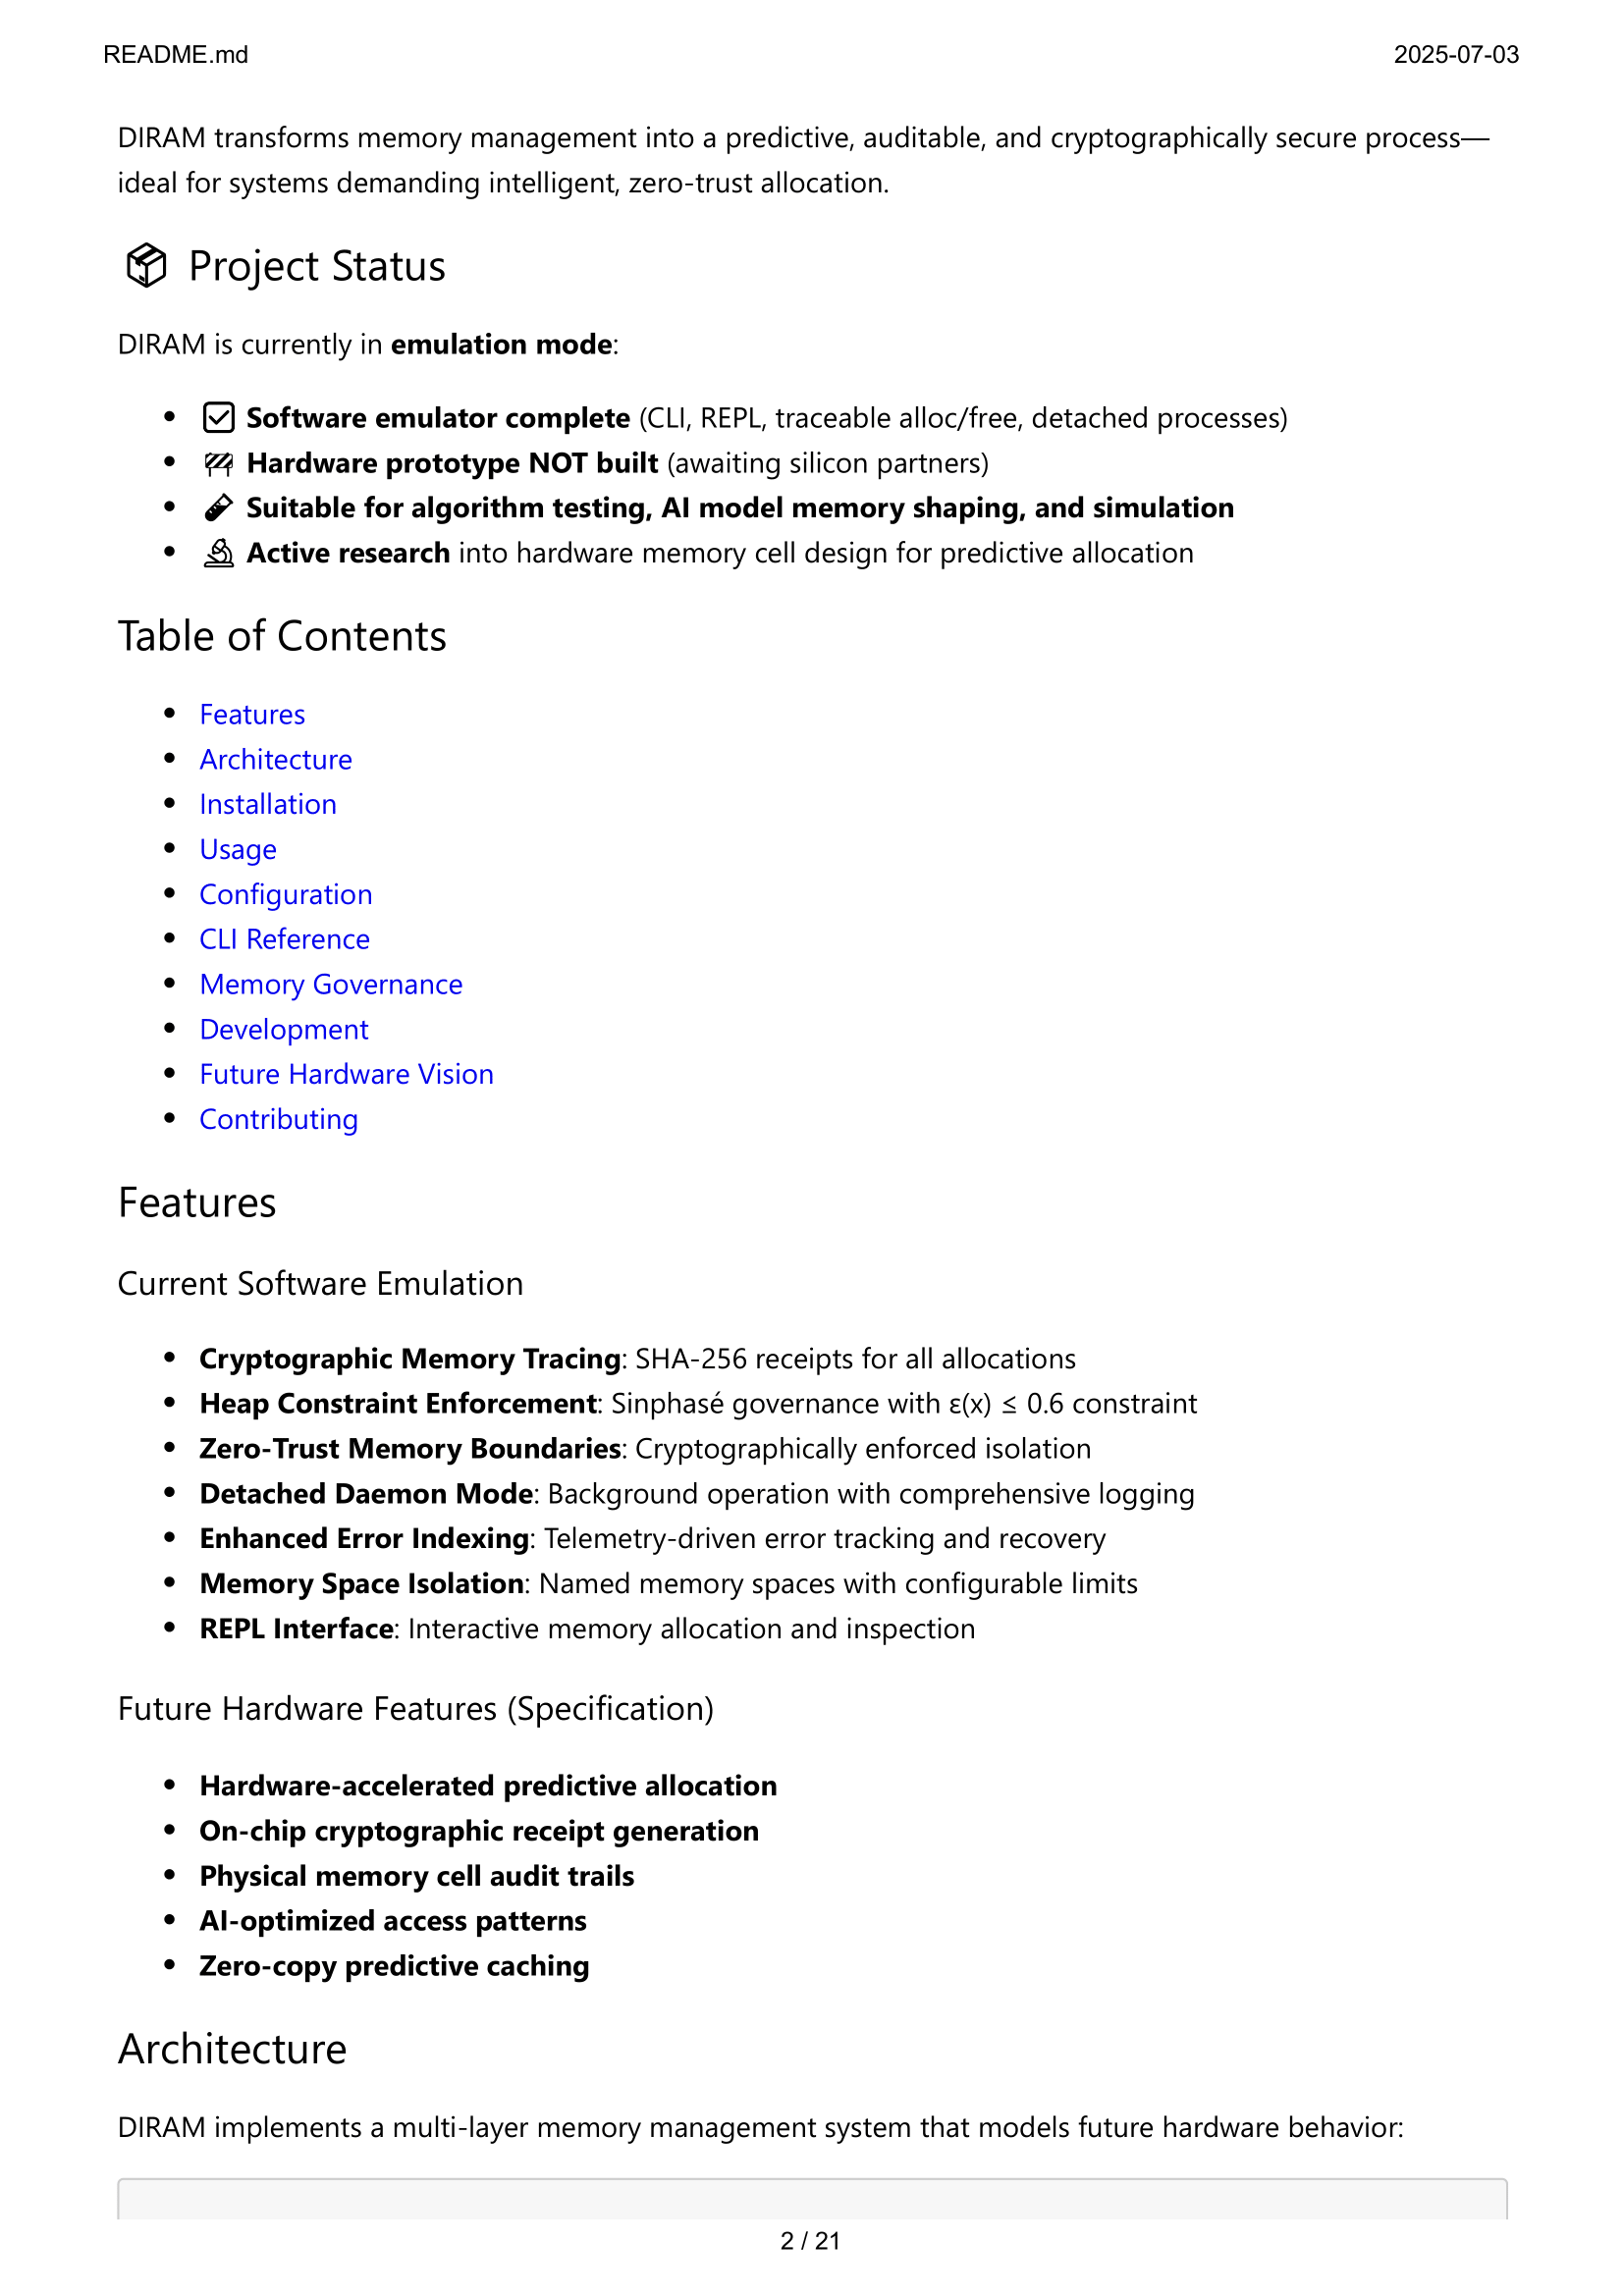 README.md
2025-07-03
DIRAM transforms memory management into a predictive, auditable, and cryptographically secure process—
ideal for systems demanding intelligent, zero-trust allocation.
📦 Project Status
DIRAM is currently in emulation mode:
• ☑ Software emulator complete (CLI, REPL, traceable alloc/free, detached processes)
• 🚧 Hardware prototype NOT built (awaiting silicon partners)
• 🧪 Suitable for algorithm testing, AI model memory shaping, and simulation
• 🔬 Active research into hardware memory cell design for predictive allocation
Table of Contents
• Features
• Architecture
• Installation
• Usage
• Configuration
• CLI Reference
• Memory Governance
• Development
• Future Hardware Vision
• Contributing
Features
Current Software Emulation
• Cryptographic Memory Tracing: SHA-256 receipts for all allocations
• Heap Constraint Enforcement: Sinphasé governance with ε(x) ≤ 0.6 constraint
• Zero-Trust Memory Boundaries: Cryptographically enforced isolation
• Detached Daemon Mode: Background operation with comprehensive logging
• Enhanced Error Indexing: Telemetry-driven error tracking and recovery
• Memory Space Isolation: Named memory spaces with configurable limits
• REPL Interface: Interactive memory allocation and inspection
Future Hardware Features (Specification)
• Hardware-accelerated predictive allocation
• On-chip cryptographic receipt generation
• Physical memory cell audit trails
• AI-optimized access patterns
• Zero-copy predictive caching
Architecture
DIRAM implements a multi-layer memory management system that models future hardware behavior:
2 / 21